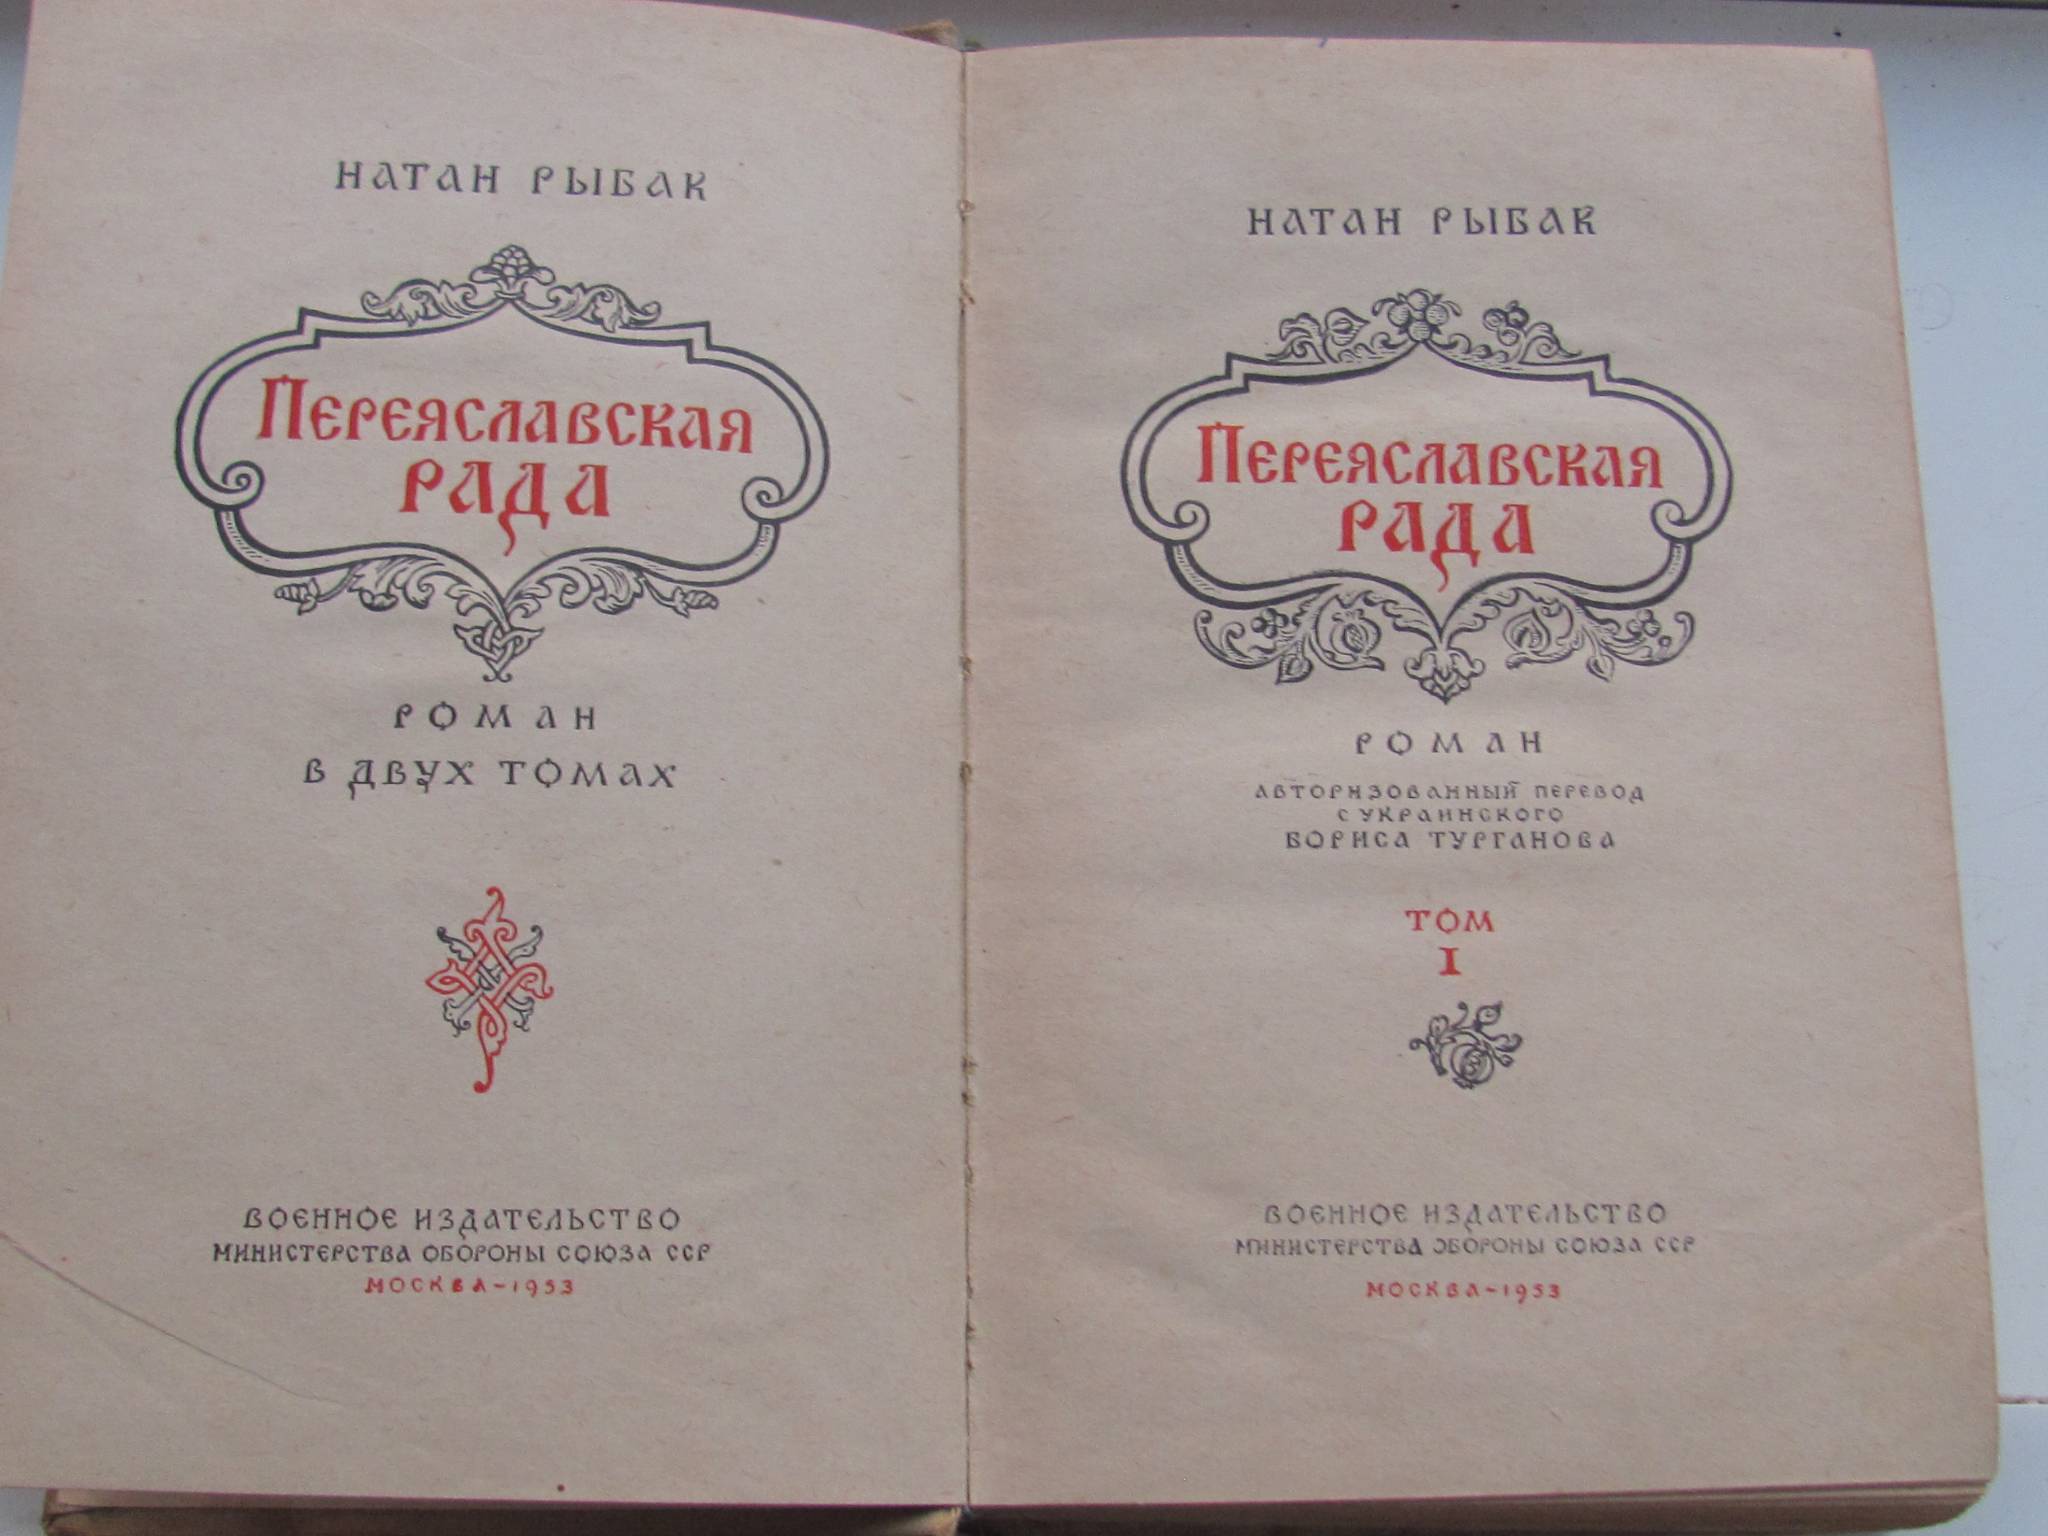 НАТАН РЫБАК
ПЕРЕЯСЛАВСКАЯ
РАДА
РОМАН
В ДВУХ ТОМАХ
ВОЕННОЕ ИЗДАТЕЛЬСТВО
МИНИСТЕРСТВА ОБОРОНЫ СОЮЗА ССР
МОСКВА–1953
НАТАН РЫБАК
ПЕРЕЯСЛАВСКАЯ
РАДА
РОМАН
АВТОРИЗОВАННЫЙ ПЕРЕВОД
С УКРАИНСКОГО
БОРИСА ТУРГАНОВА
ТОМ
I
ВОЕННОЕ ИЗДАТЕЛЬСТВО
МИНИСТЕРСТВА ОБОРОНЫ СОЮЗА ССР
МОСКВА–1953